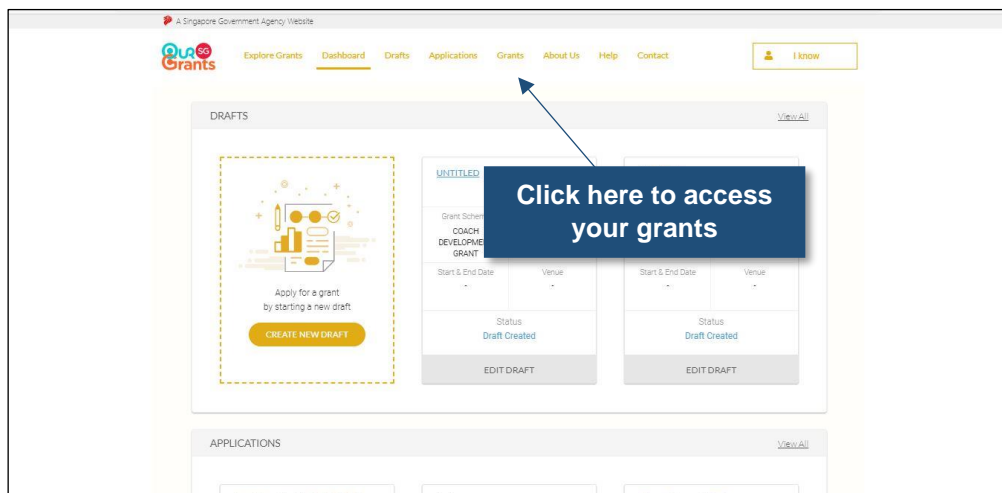 A Singapore Government Agency Website
OUR SG
Grants
Explore Grants Dashboard Drafts Applications Grants About Us Help Contact
I know
DRAFTS
View All
UNTITLED
Click here to access
your grants
Grant Schem
COACH
DEVELOPME
GRANT
Start & End Date Venue Start & End Date Venue
- - - -
Apply for a grant
by starting a new draft
Status Status
Draft Created Draft Created
CREATE NEW DRAFT
EDIT DRAFT EDIT DRAFT
APPLICATIONS
View All